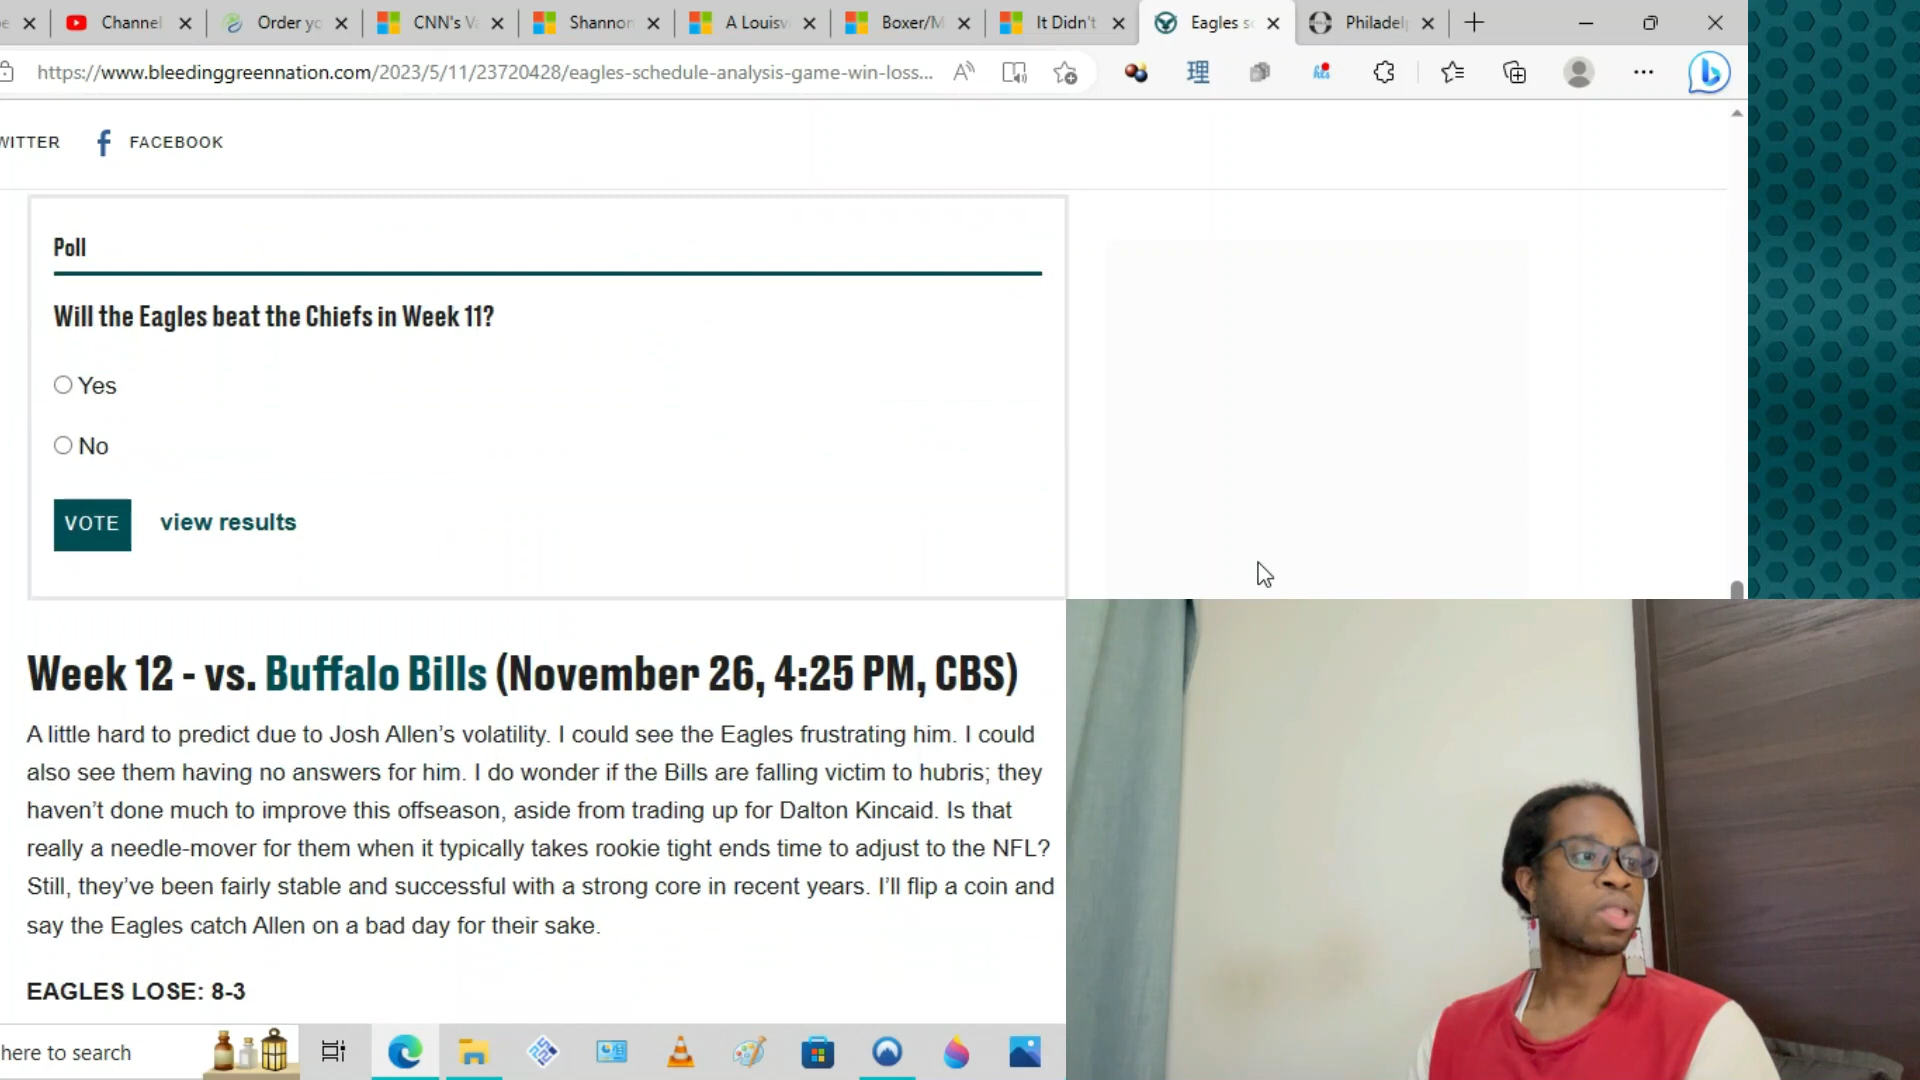 Channel
Order yo
CNN's Va
Shannon
A Louisv
Boxer/M
It Didn't
Eagles sc
Philadelp
https://www.bleedinggreennation.com/2023/5/11/23720428/eagles-schedule-analysis-game-win-loss...
WITTER
FACEBOOK
Poll
Will the Eagles beat the Chiefs in Week 11?
Yes
No
VOTE
view results
Week 12 - vs. Buffalo Bills (November 26, 4:25 PM, CBS)
A little hard to predict due to Josh Allen’s volatility. I could see the Eagles frustrating him. I could
also see them having no answers for him. I do wonder if the Bills are falling victim to hubris; they
haven’t done much to improve this offseason, aside from trading up for Dalton Kincaid. Is that
really a needle-mover for them when it typically takes rookie tight ends time to adjust to the NFL?
Still, they’ve been fairly stable and successful with a strong core in recent years. I’ll flip a coin and
say the Eagles catch Allen on a bad day for their sake.
EAGLES LOSE: 8-3
here to search